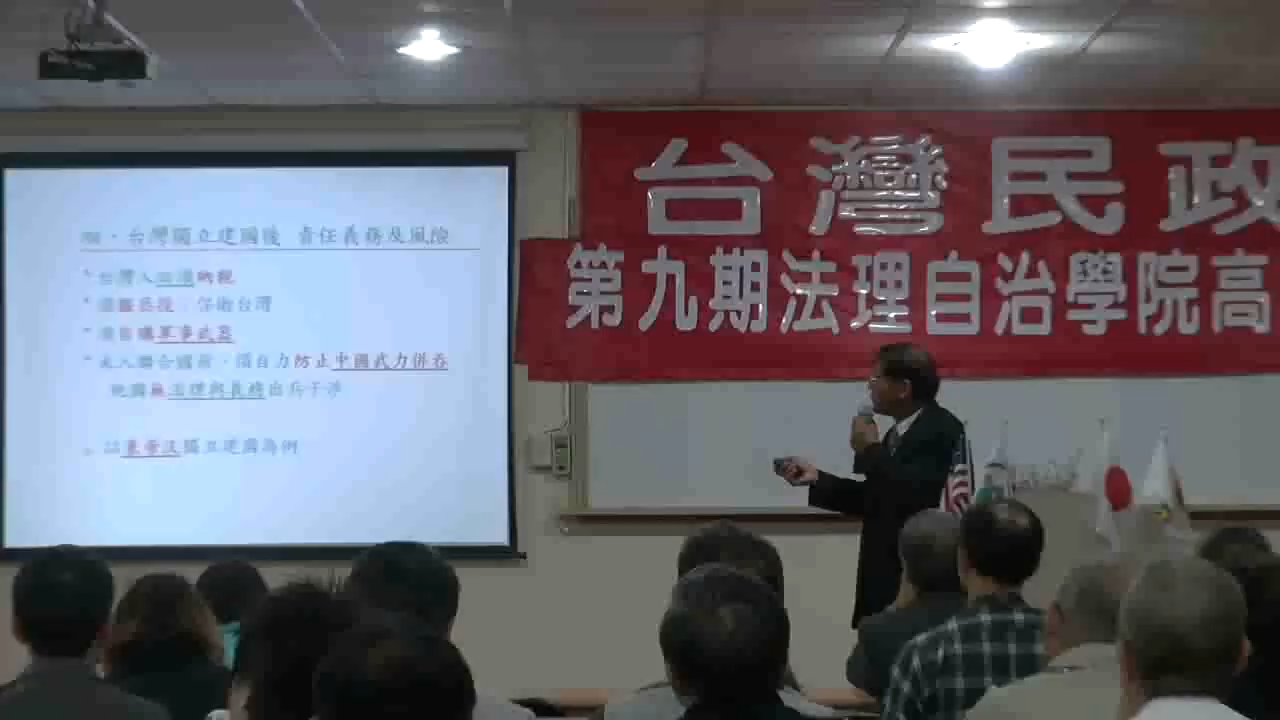 四、台灣獨立建國後 責任義務及風險
*台灣人必須納稅
*須服兵役,保衛台灣
*須自購軍事武器
*未入聯合國前,須自力防止中國武力併吞
他國無法理與義務出兵干涉
以東帝汶獨立建國為例
台灣民政
第九期法理自治學院高